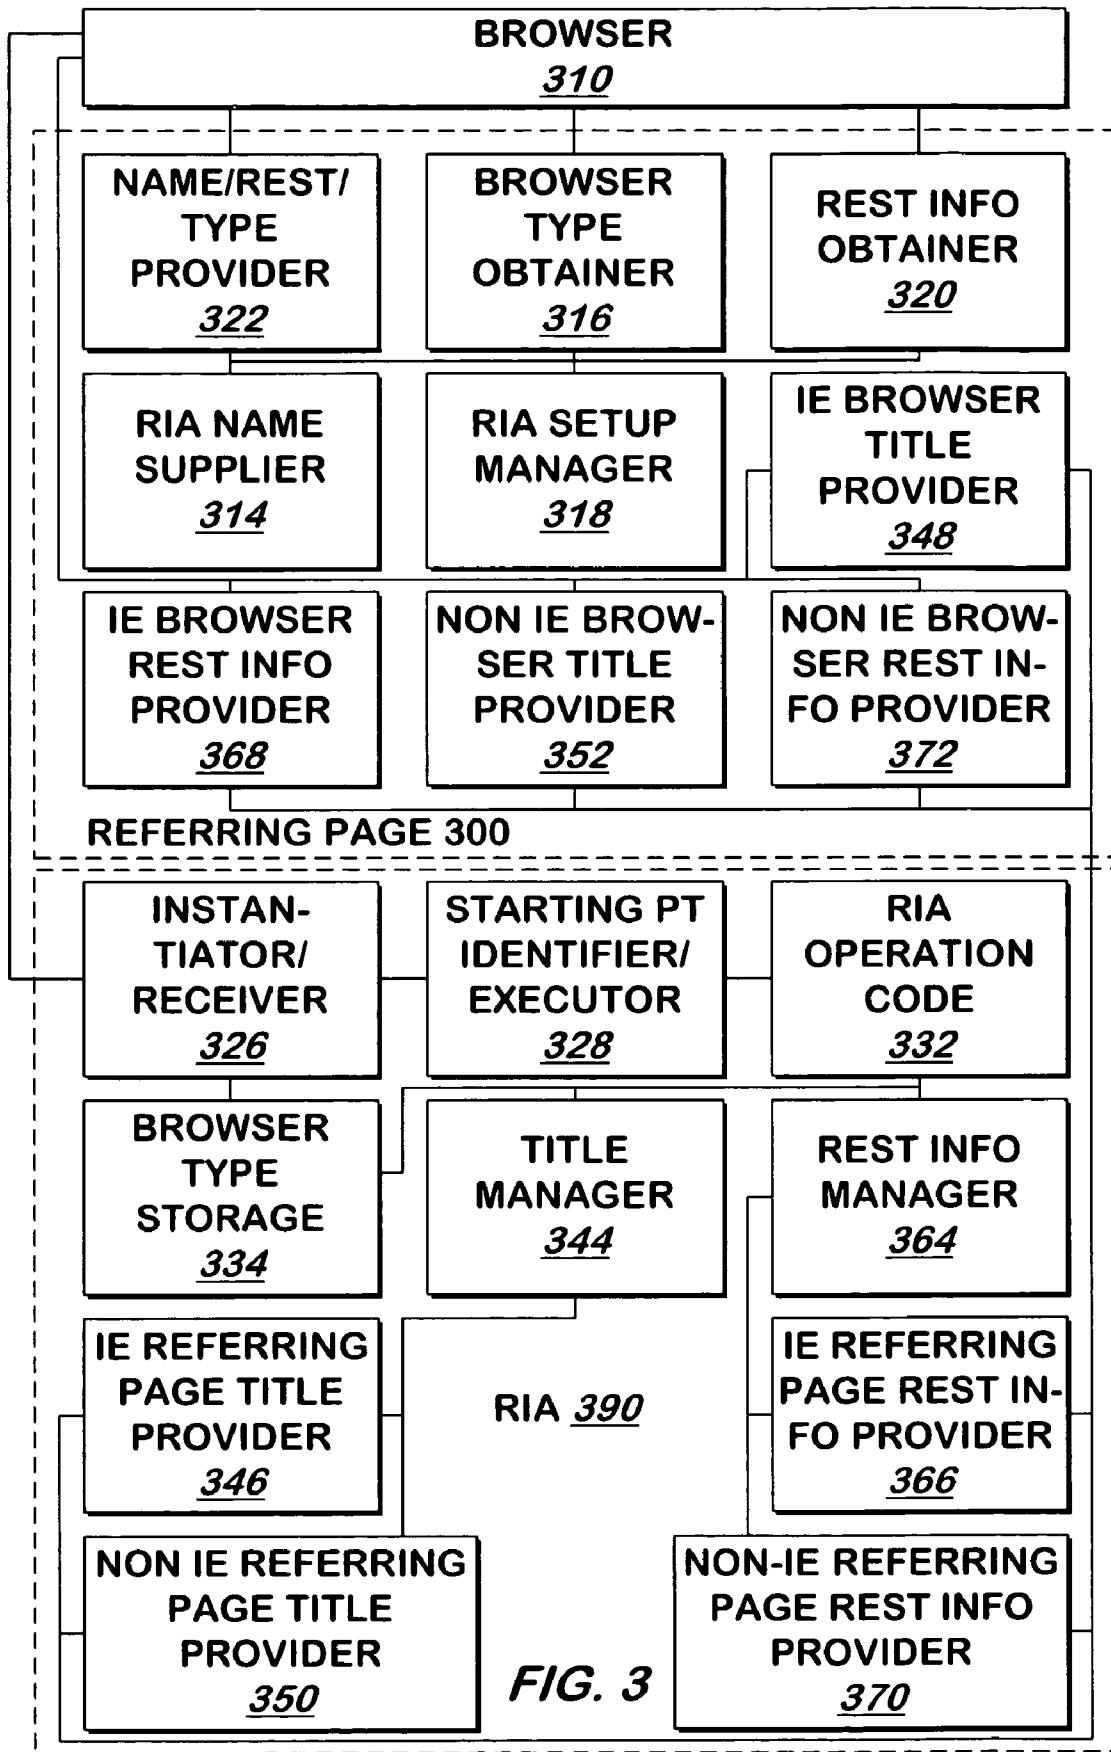 BROWSER
310
NAME/REST/
TYPE
PROVIDER
322
BROWSER
TYPE
OBTAINER
316
REST INFO
OBTAINER
320
RIA NAME
SUPPLIER
314
RIA SETUP
MANAGER
318
IE BROWSER
TITLE
PROVIDER
348
IE BROWSER
REST INFO
PROVIDER
368
NON IE BROW-
SER TITLE
PROVIDER
352
NON IE BROW-
SER REST IN-
FO PROVIDER
372
REFERRING PAGE 300
INSTAN-
TIATOR/
RECEIVER
326
STARTING PT
IDENTIFIER/
EXECUTOR
328
RIA
OPERATION
CODE
332
BROWSER
TYPE
STORAGE
334
TITLE
MANAGER
344
REST INFO
MANAGER
364
IE REFERRING
PAGE TITLE
PROVIDER
346
RIA 390
IE REFERRING
PAGE REST IN-
FO PROVIDER
366
NON IE REFERRING
PAGE TITLE
PROVIDER
350
NON-IE REFERRING
PAGE REST INFO
PROVIDER
370
FIG. 3